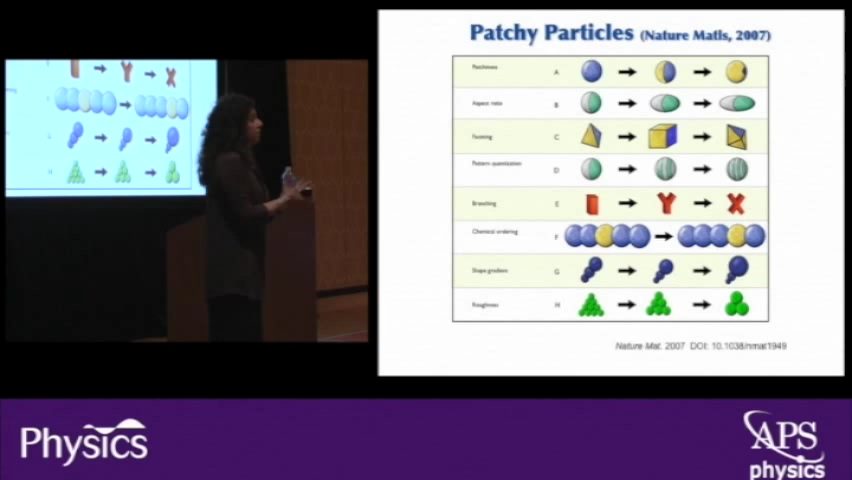 Patchy Particles (Nature Matls, 2007)
Patchiness A
Aspect ratio B
Faceting C
Pattern quantization D
Branching E
Chemical ordering F
Shape gradient G
Roughness H
Nature Mat. 2007 DOI: 10.1038/nmat1949
H
Physics
APS
physics